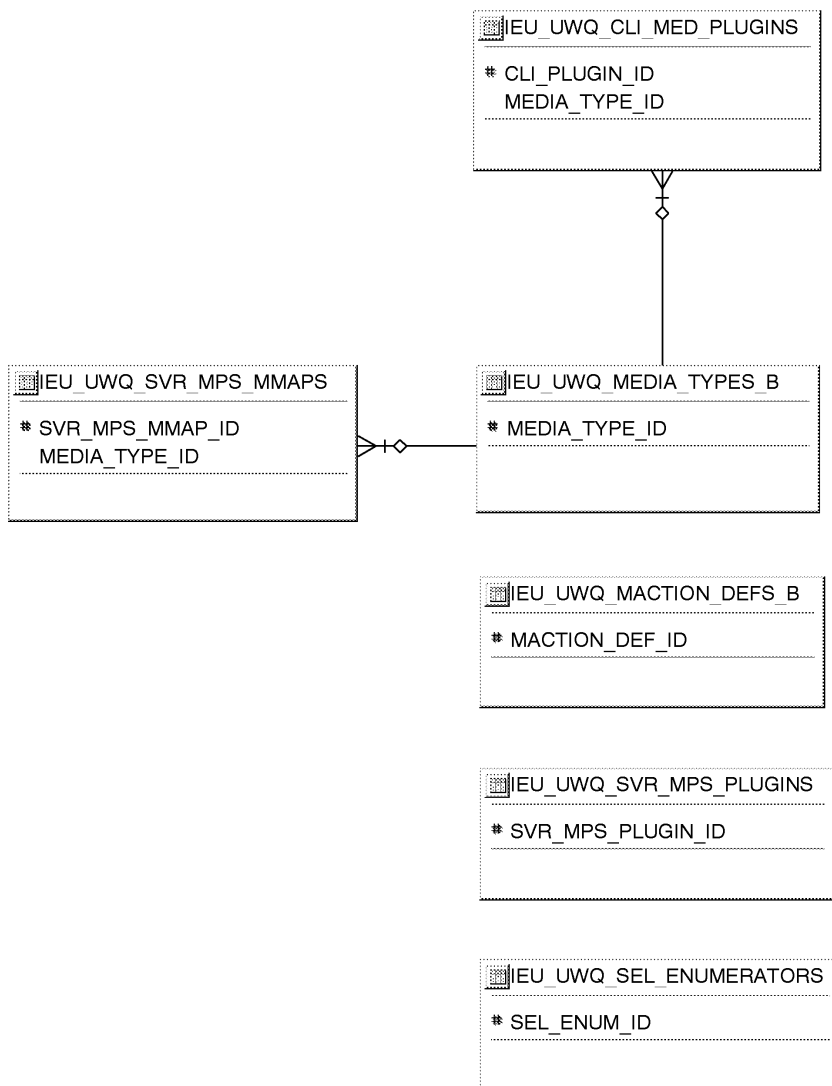 IEU_UWQ_CLI_MED_PLUGINS
# CLI_PLUGIN_ID
MEDIA_TYPE_ID
IEU_UWQ_SVR_MPS_MMAPS
# SVR_MPS_MMAP_ID
MEDIA_TYPE_ID
IEU_UWQ_MEDIA_TYPES_B
# MEDIA_TYPE_ID
IEU_UWQ_MACTION_DEFS_B
# MACTION_DEF_ID
IEU_UWQ_SVR_MPS_PLUGINS
# SVR_MPS_PLUGIN_ID
IEU_UWQ_SEL_ENUMERATORS
# SEL_ENUM_ID